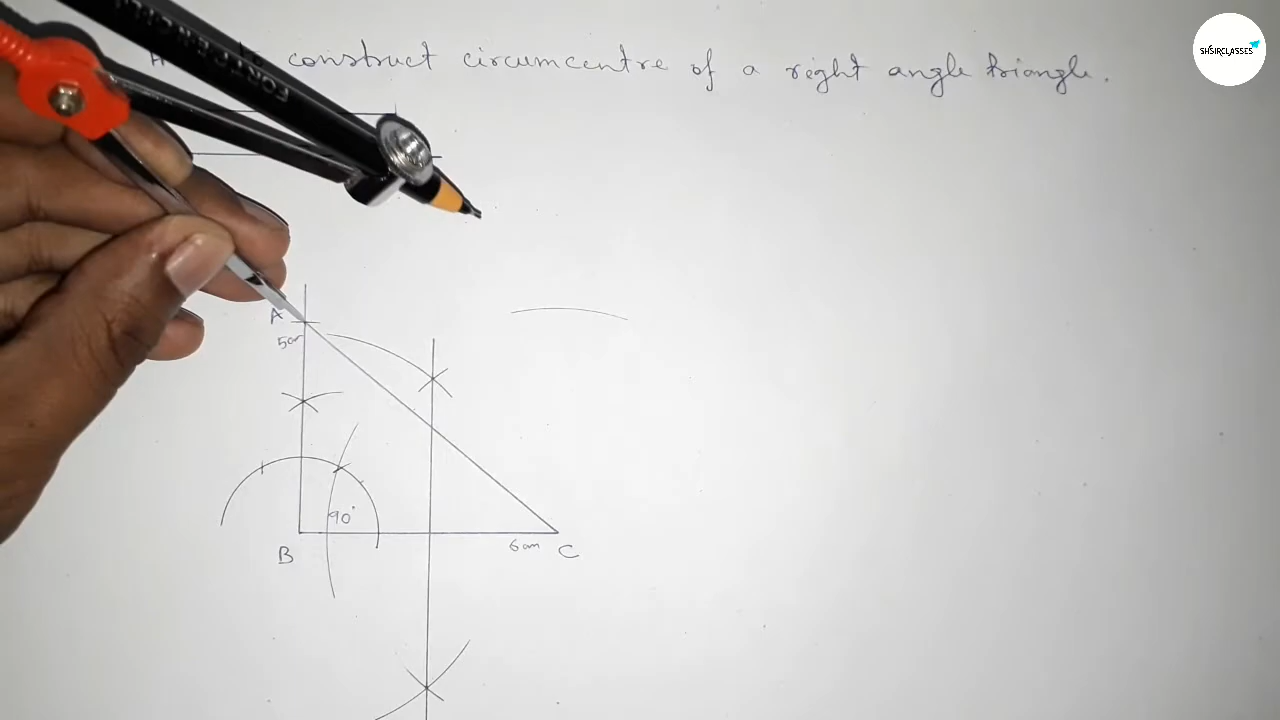 construct circumcentre of a right angle triangle.
SHSIRCLASSES
A
5cm
90°
B
6cm
C